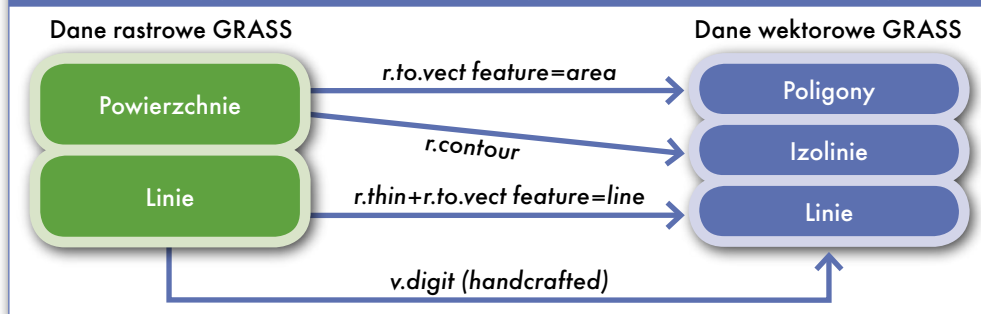 Dane rastrowe GRASS
Dane wektorowe GRASS
r.to.vect feature=area
Powierzchnie
Poligony
r.contour
Izolinie
Linie
r.thin+r.to.vect feature=line
Linie
v.digit (handcrafted)